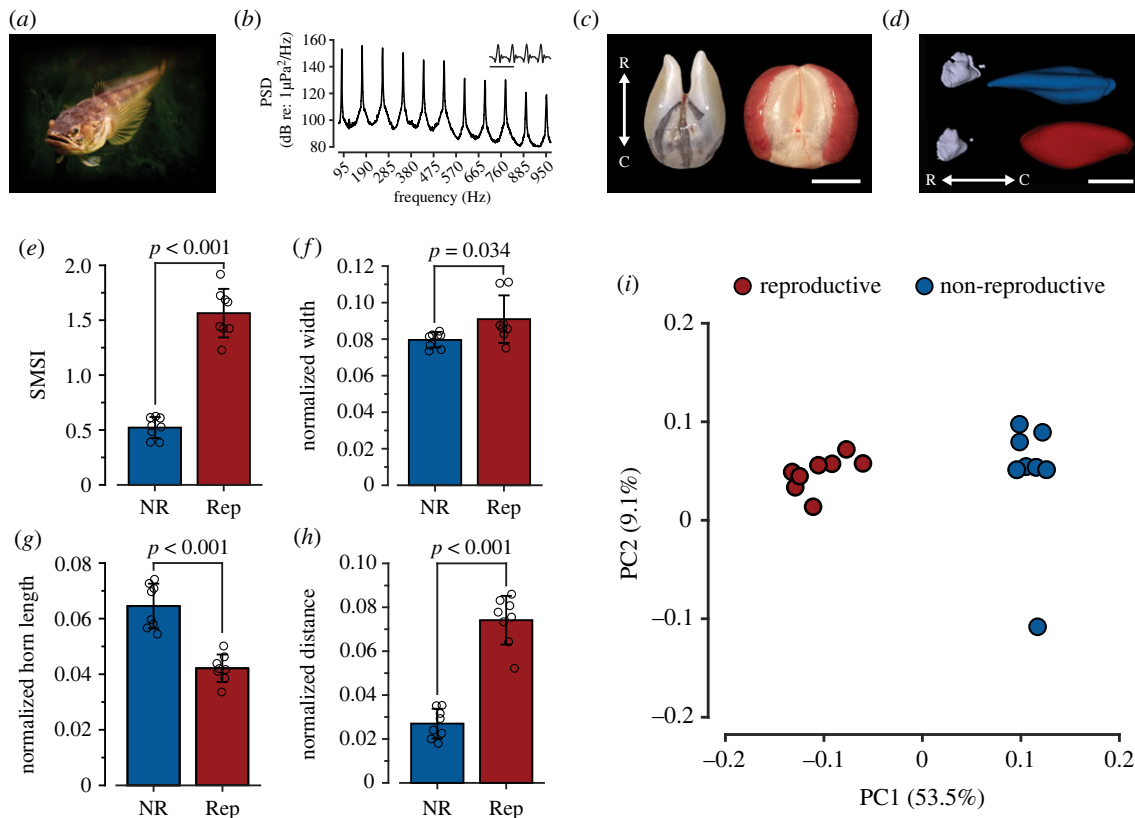 (a)
(b)
PSD
(dB re: 1µPa²/Hz)
160
140
120
100
80
95
190
285
380
475
570
665
760
885
950
frequency (Hz)
(c)
R
C
(d)
R
C
(e)
p < 0.001
SMSI
2.0
1.5
1.0
0.5
0
NR
Rep
(f)
p = 0.034
normalized width
0.12
0.10
0.08
0.06
0.04
0.02
0
NR
Rep
(g)
p < 0.001
normalized horn length
0.08
0.06
0.04
0.02
0
NR
Rep
(h)
p < 0.001
normalized distance
0.10
0.08
0.06
0.04
0.02
0
NR
Rep
(i)
reproductive
non-reproductive
PC2 (9.1%)
0.2
0.1
0
−0.1
−0.2
−0.2
−0.1
0
0.1
0.2
PC1 (53.5%)